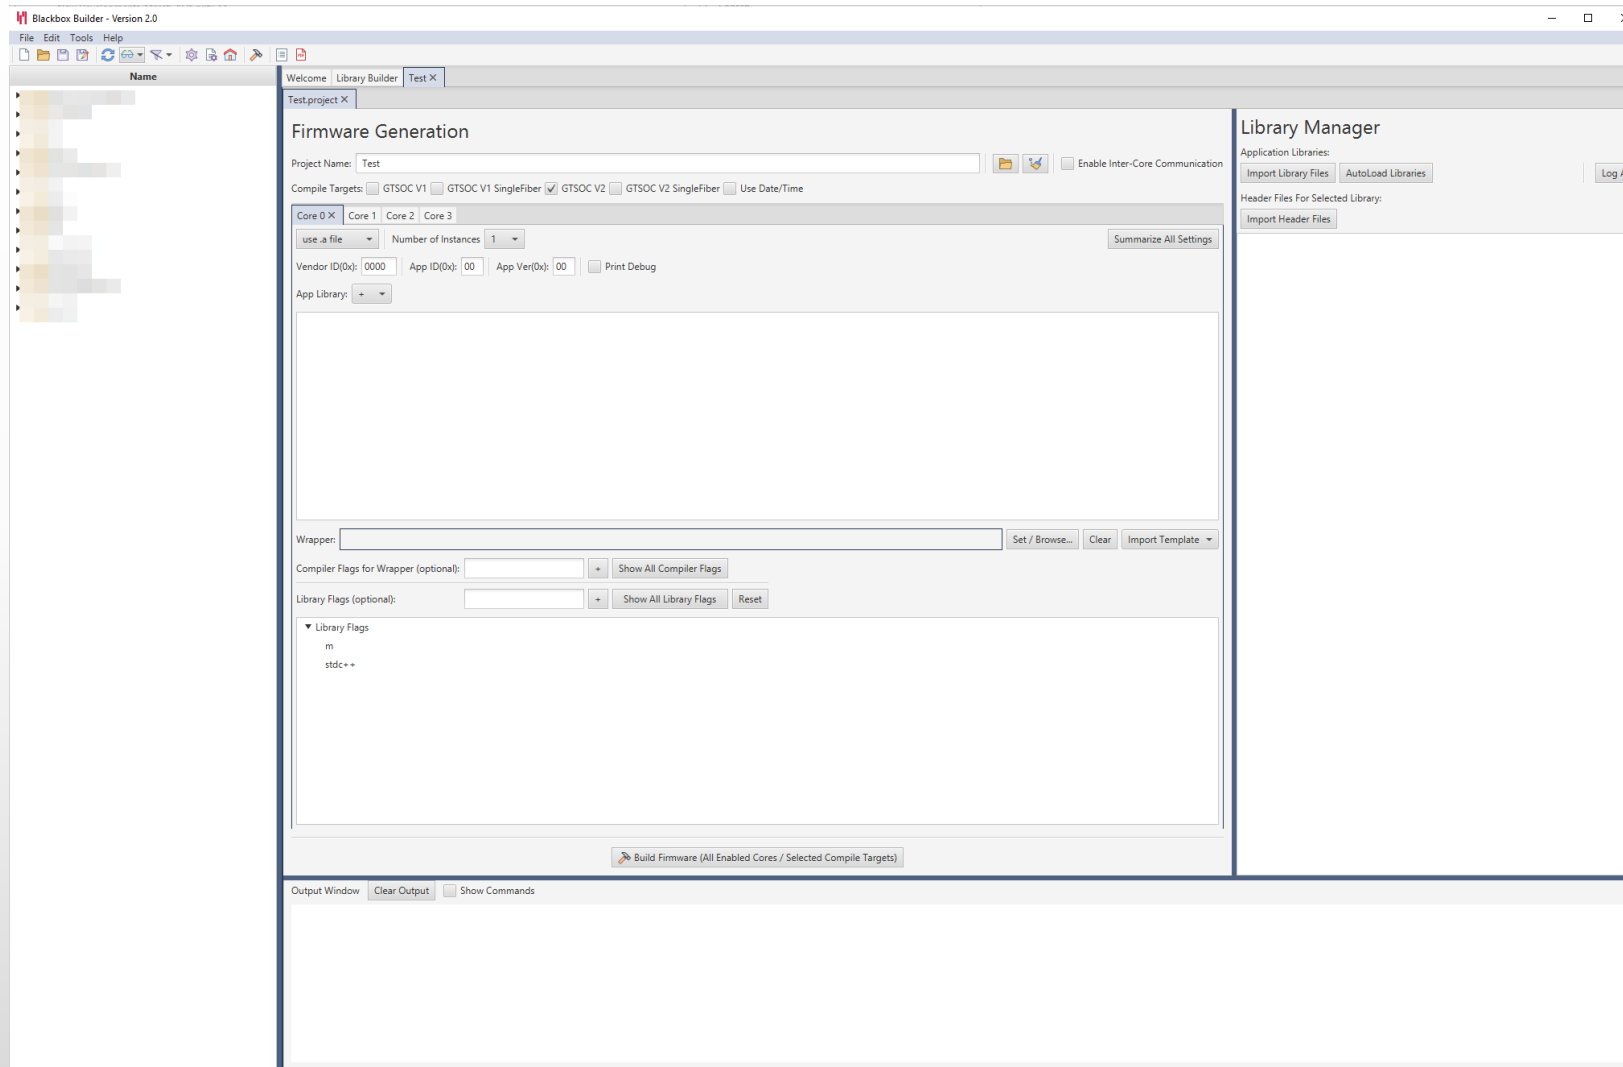 Blackbox Builder - Version 2.0
File Edit Tools Help
Name
Welcome Library Builder Test
Test.project
Firmware Generation
Project Name: Test Enable Inter-Core Communication
Compile Targets: GTSOC V1 GTSOC V1 SingleFiber GTSOC V2 GTSOC V2 SingleFiber Use Date/Time
Core 0 Core 1 Core 2 Core 3
use .a file Number of Instances 1 Summarize All Settings
Vendor ID(0x): 0000 App ID(0x): 00 App Ver(0x): 00 Print Debug
App Library: +
Wrapper: Set / Browse... Clear Import Template
Compiler Flags for Wrapper (optional): + Show All Compiler Flags
Library Flags (optional): + Show All Library Flags Reset
Library Flags
m
stdc++
Build Firmware (All Enabled Cores / Selected Compile Targets)
Output Window Clear Output Show Commands
Library Manager
Application Libraries:
Import Library Files AutoLoad Libraries Log
Header Files For Selected Library:
Import Header Files